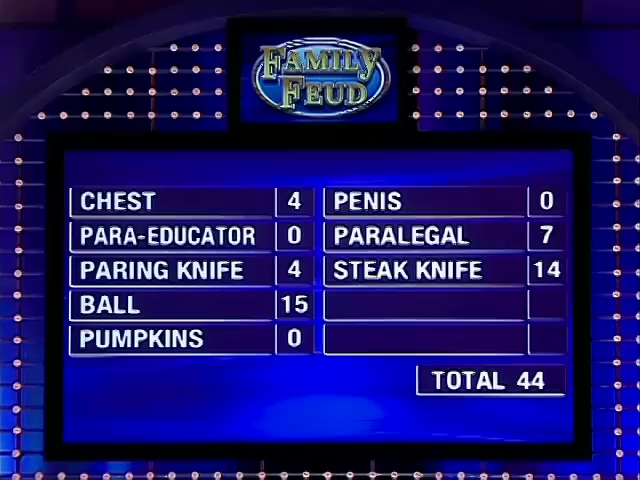 FAMILY
FEUD
CHEST 4 PENIS 0
PARA-EDUCATOR 0 PARALEGAL 7
PARING KNIFE 4 STEAK KNIFE 14
BALL 15
PUMPKINS 0
TOTAL 44